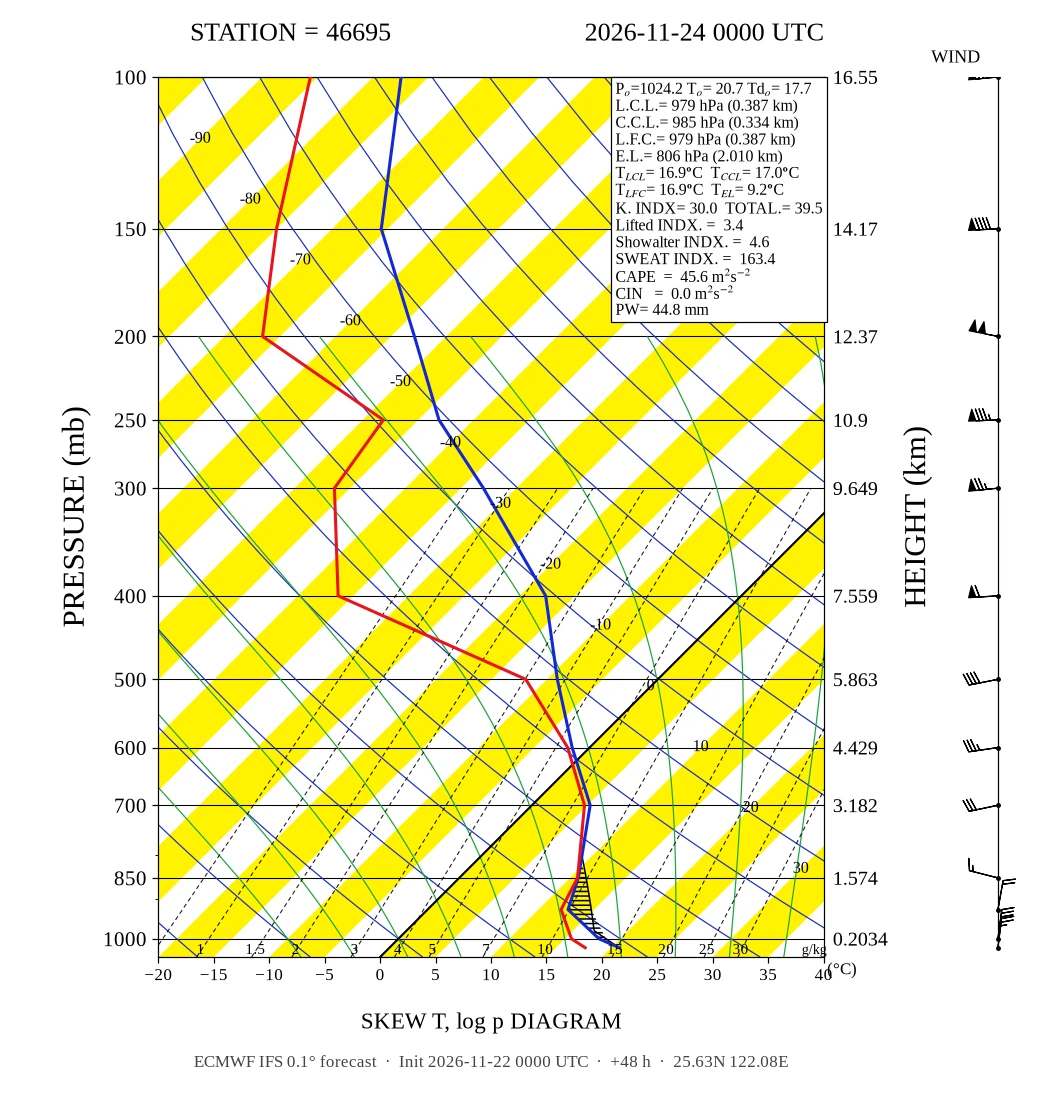 STATION = 46695 2026-11-24 0000 UTC
WIND
100 16.55
Pₒ=1024.2 Tₒ= 20.7 Tdₒ= 17.7
L.C.L.= 979 hPa (0.387 km)
C.C.L.= 985 hPa (0.334 km)
L.F.C.= 979 hPa (0.387 km)
E.L.= 806 hPa (2.010 km)
T_LCL= 16.9°C T_CCL= 17.0°C
T_LFC= 16.9°C T_EL= 9.2°C
K. INDX= 30.0 TOTAL.= 39.5
Lifted INDX. = 3.4
Showalter INDX. = 4.6
SWEAT INDX. = 163.4
CAPE = 45.6 m²s⁻²
CIN = 0.0 m²s⁻²
PW= 44.8 mm
-90
-80
150 14.17
-70
-60
200 12.37
-50
250 10.9
-40
PRESSURE (mb)
HEIGHT (km)
300 9.649
-30
-20
400 7.559
-10
500 5.863
0
600 10 4.429
700 20 3.182
850 30 1.574
1000 0.2034
1 1.5 2 3 4 5 7 10 15 20 25 30 g/kg
−20 −15 −10 −5 0 5 10 15 20 25 30 35 40 (°C)
SKEW T, log p DIAGRAM
ECMWF IFS 0.1° forecast · Init 2026-11-22 0000 UTC · +48 h · 25.63N 122.08E